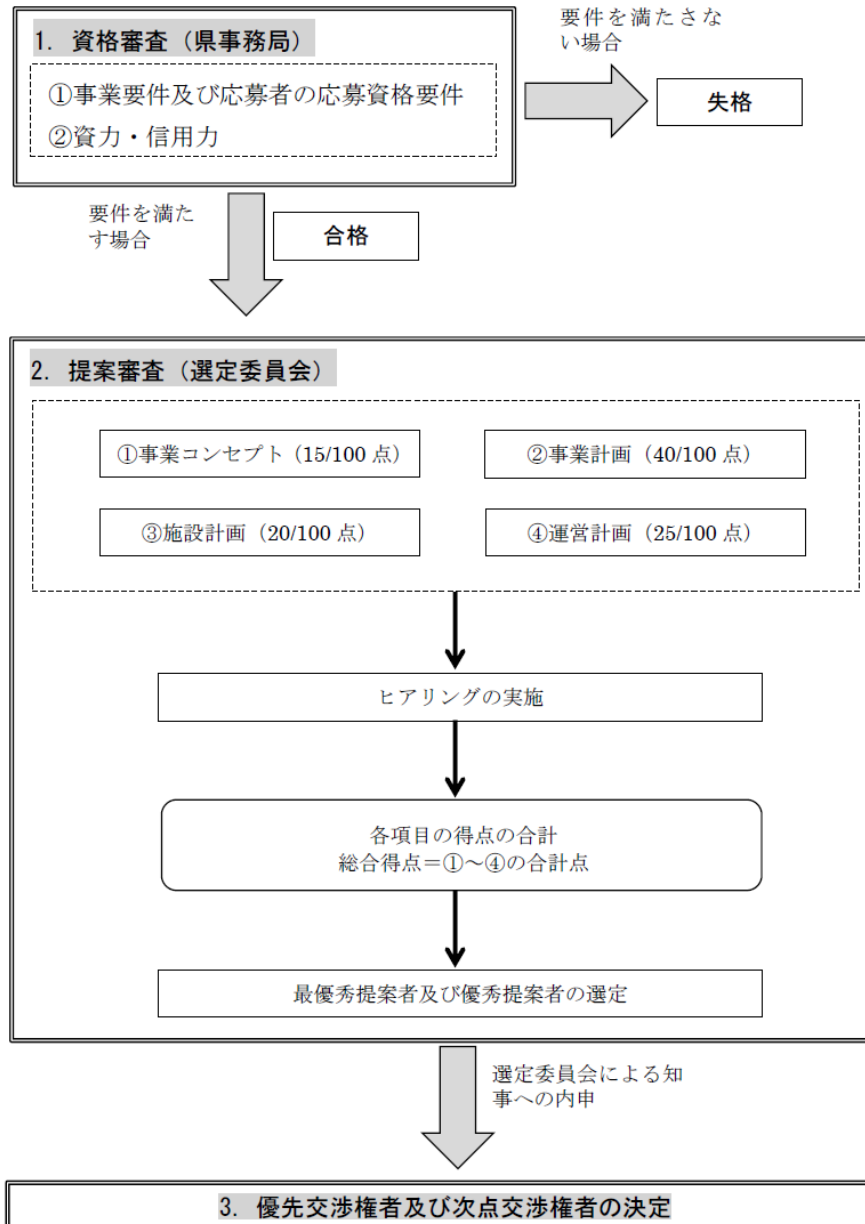 1. 資格審査（県事務局）
①事業要件及び応募者の応募資格要件
②資力・信用力
要件を満たさな
い場合
失格
要件を満た
す場合
合格
2. 提案審査（選定委員会）
①事業コンセプト（15/100 点）
②事業計画（40/100 点）
③施設計画（20/100 点）
④運営計画（25/100 点）
ヒアリングの実施
各項目の得点の合計
総合得点＝①～④の合計点
最優秀提案者及び優秀提案者の選定
選定委員会による知
事への内申
3. 優先交渉権者及び次点交渉権者の決定